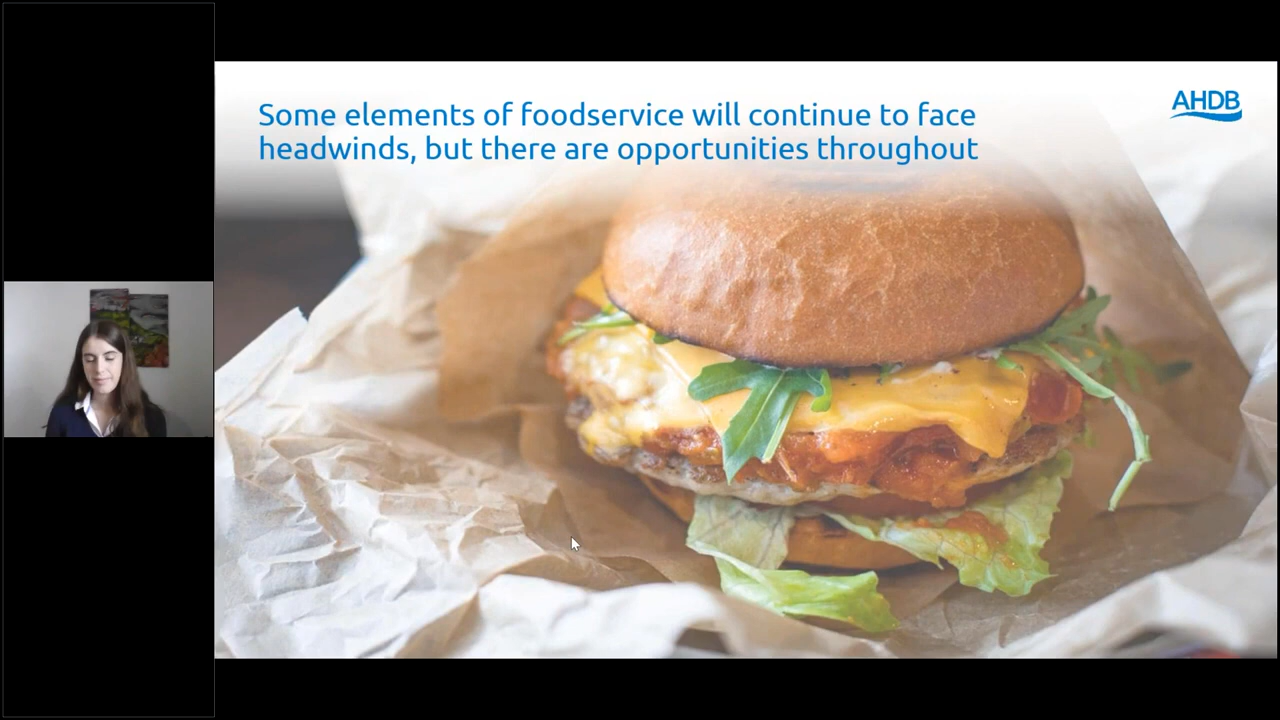 Some elements of foodservice will continue to face
headwinds, but there are opportunities throughout
AHDB